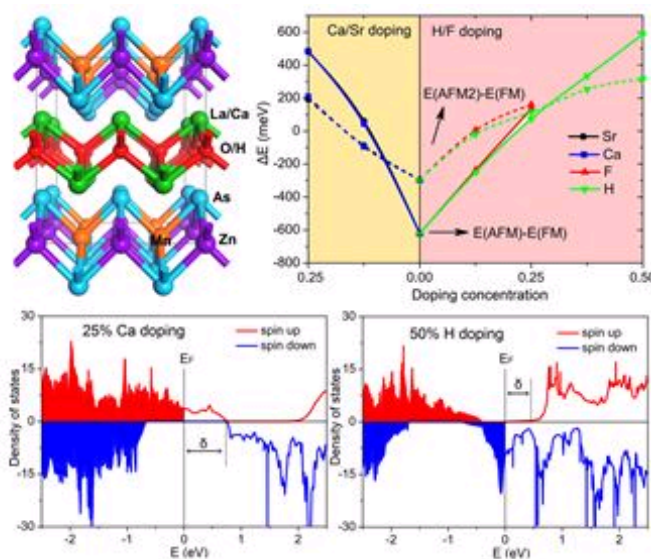 La/Ca
O/H
As
Mn
Zn
Ca/Sr doping
H/F doping
E(AFM2)-E(FM)
E(AFM)-E(FM)
Sr
Ca
F
H
ΔE (meV)
600
400
200
0
-200
-400
-600
-800
0.25
0.00
0.25
0.50
Doping concentration
25% Ca doping
spin up
spin down
EF
δ
Density of states
30
15
0
-15
-30
-2
-1
0
1
2
E (eV)
50% H doping
spin up
spin down
EF
δ
Density of states
30
15
0
-15
-30
-2
-1
0
1
2
E (eV)